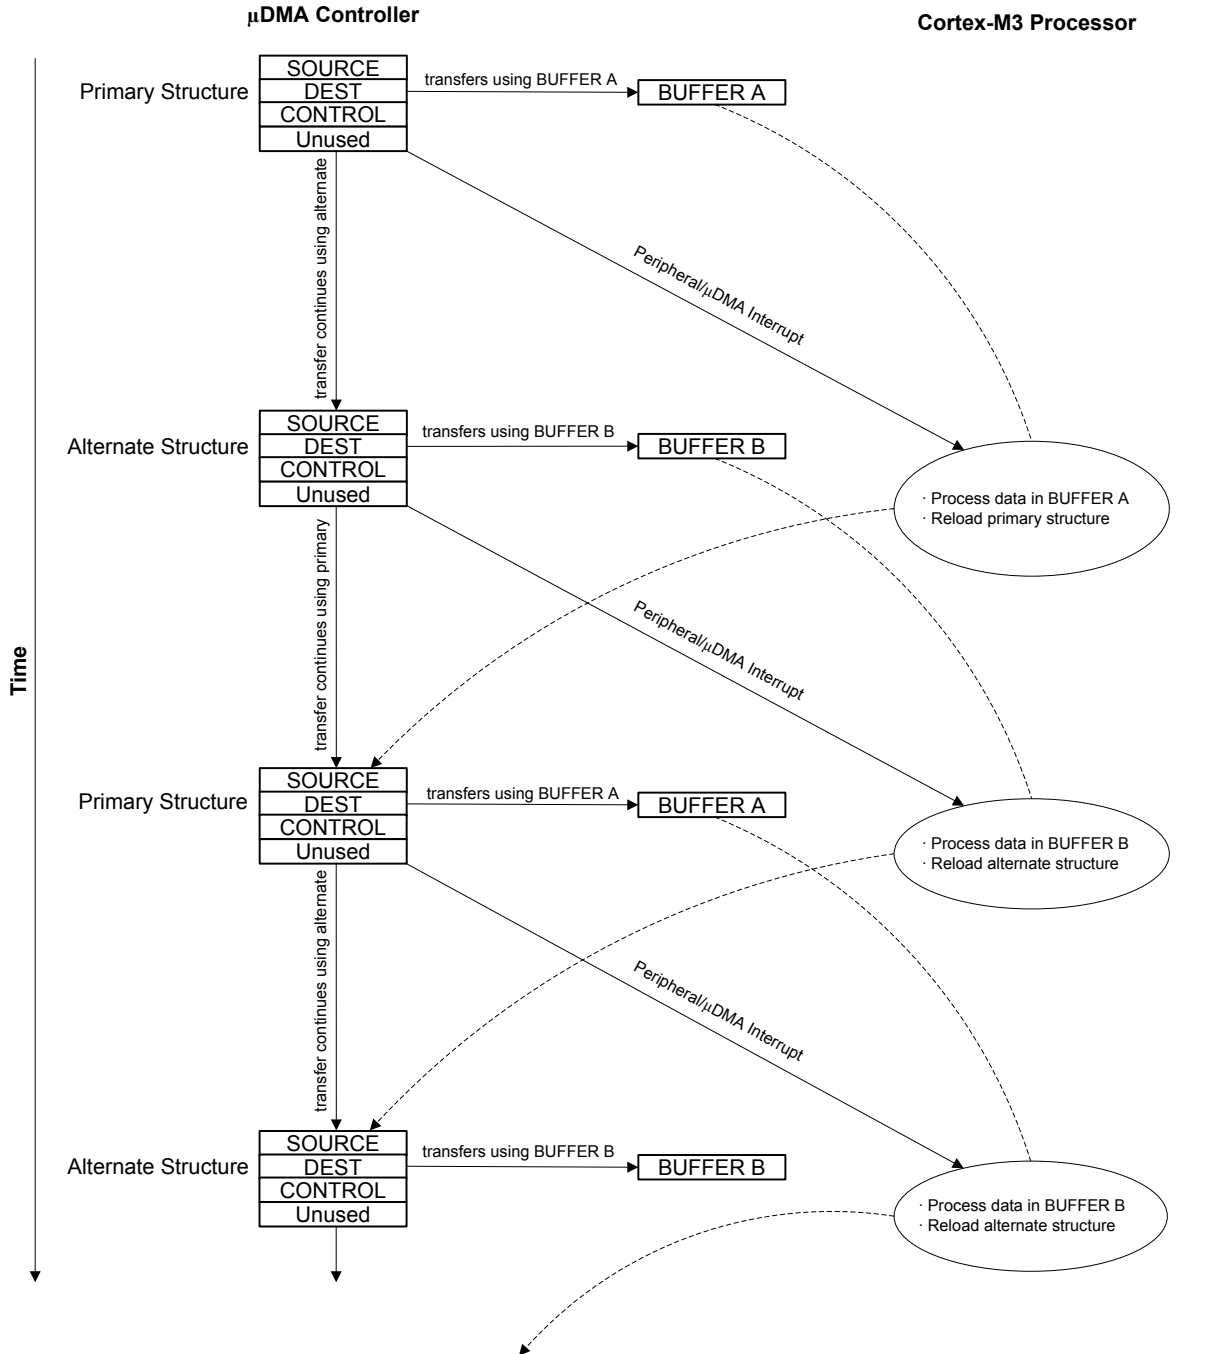 μDMA Controller
Cortex-M3 Processor
SOURCE
transfers using BUFFER A
Primary Structure
DEST
BUFFER A
CONTROL
Unused
transfer continues using alternate
Peripheral/μDMA Interrupt
SOURCE
transfers using BUFFER B
Alternate Structure
DEST
BUFFER B
CONTROL
Unused
· Process data in BUFFER A
· Reload primary structure
transfer continues using primary
Peripheral/μDMA Interrupt
Time
SOURCE
transfers using BUFFER A
Primary Structure
DEST
BUFFER A
CONTROL
Unused
· Process data in BUFFER B
· Reload alternate structure
transfer continues using alternate
Peripheral/μDMA Interrupt
SOURCE
transfers using BUFFER B
Alternate Structure
DEST
BUFFER B
CONTROL
Unused
· Process data in BUFFER B
· Reload alternate structure